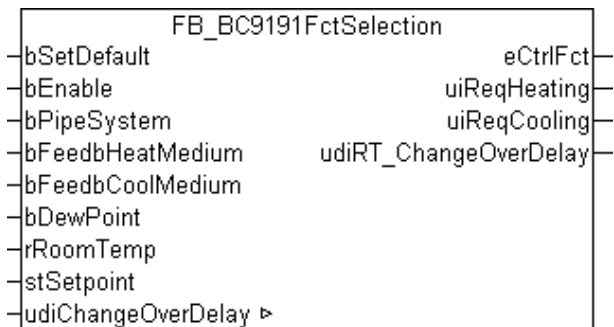 FB_BC9191FctSelection
bSetDefault eCtrlFct
bEnable uiReqHeating
bPipeSystem uiReqCooling
bFeedbHeatMedium udiRT_ChangeOverDelay
bFeedbCoolMedium
bDewPoint
rRoomTemp
stSetpoint
udiChangeOverDelay ▹